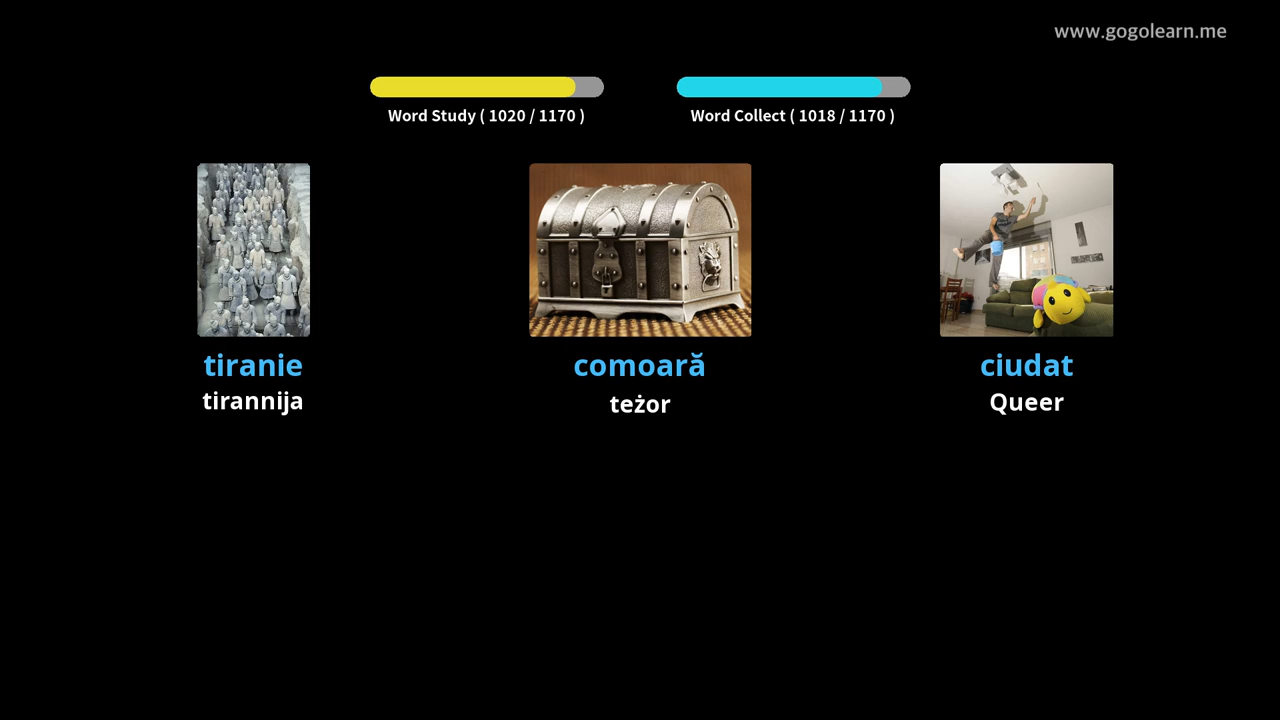 www.gogolearn.me
Word Study ( 1020 / 1170 )
Word Collect ( 1018 / 1170 )
tiranie
tirannija
comoară
teżor
ciudat
Queer